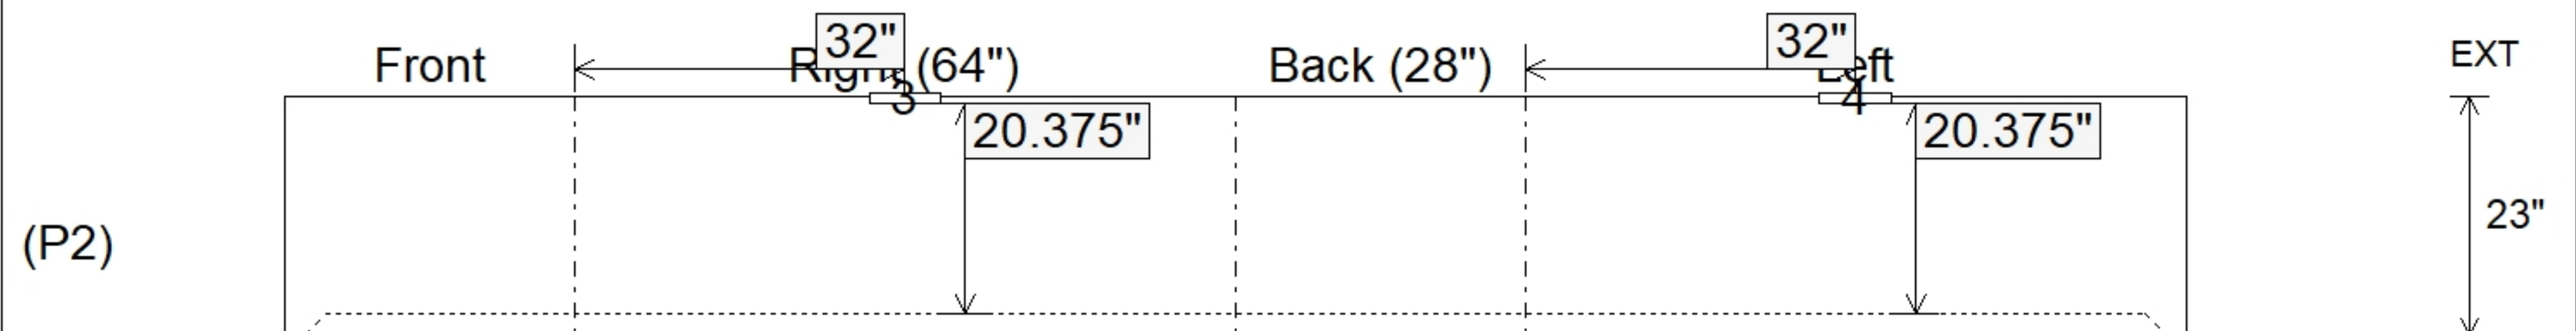 32"
32"
Front
Right (64")
Back (28")
Left
EXT
3
4
20.375"
20.375"
(P2)
23"